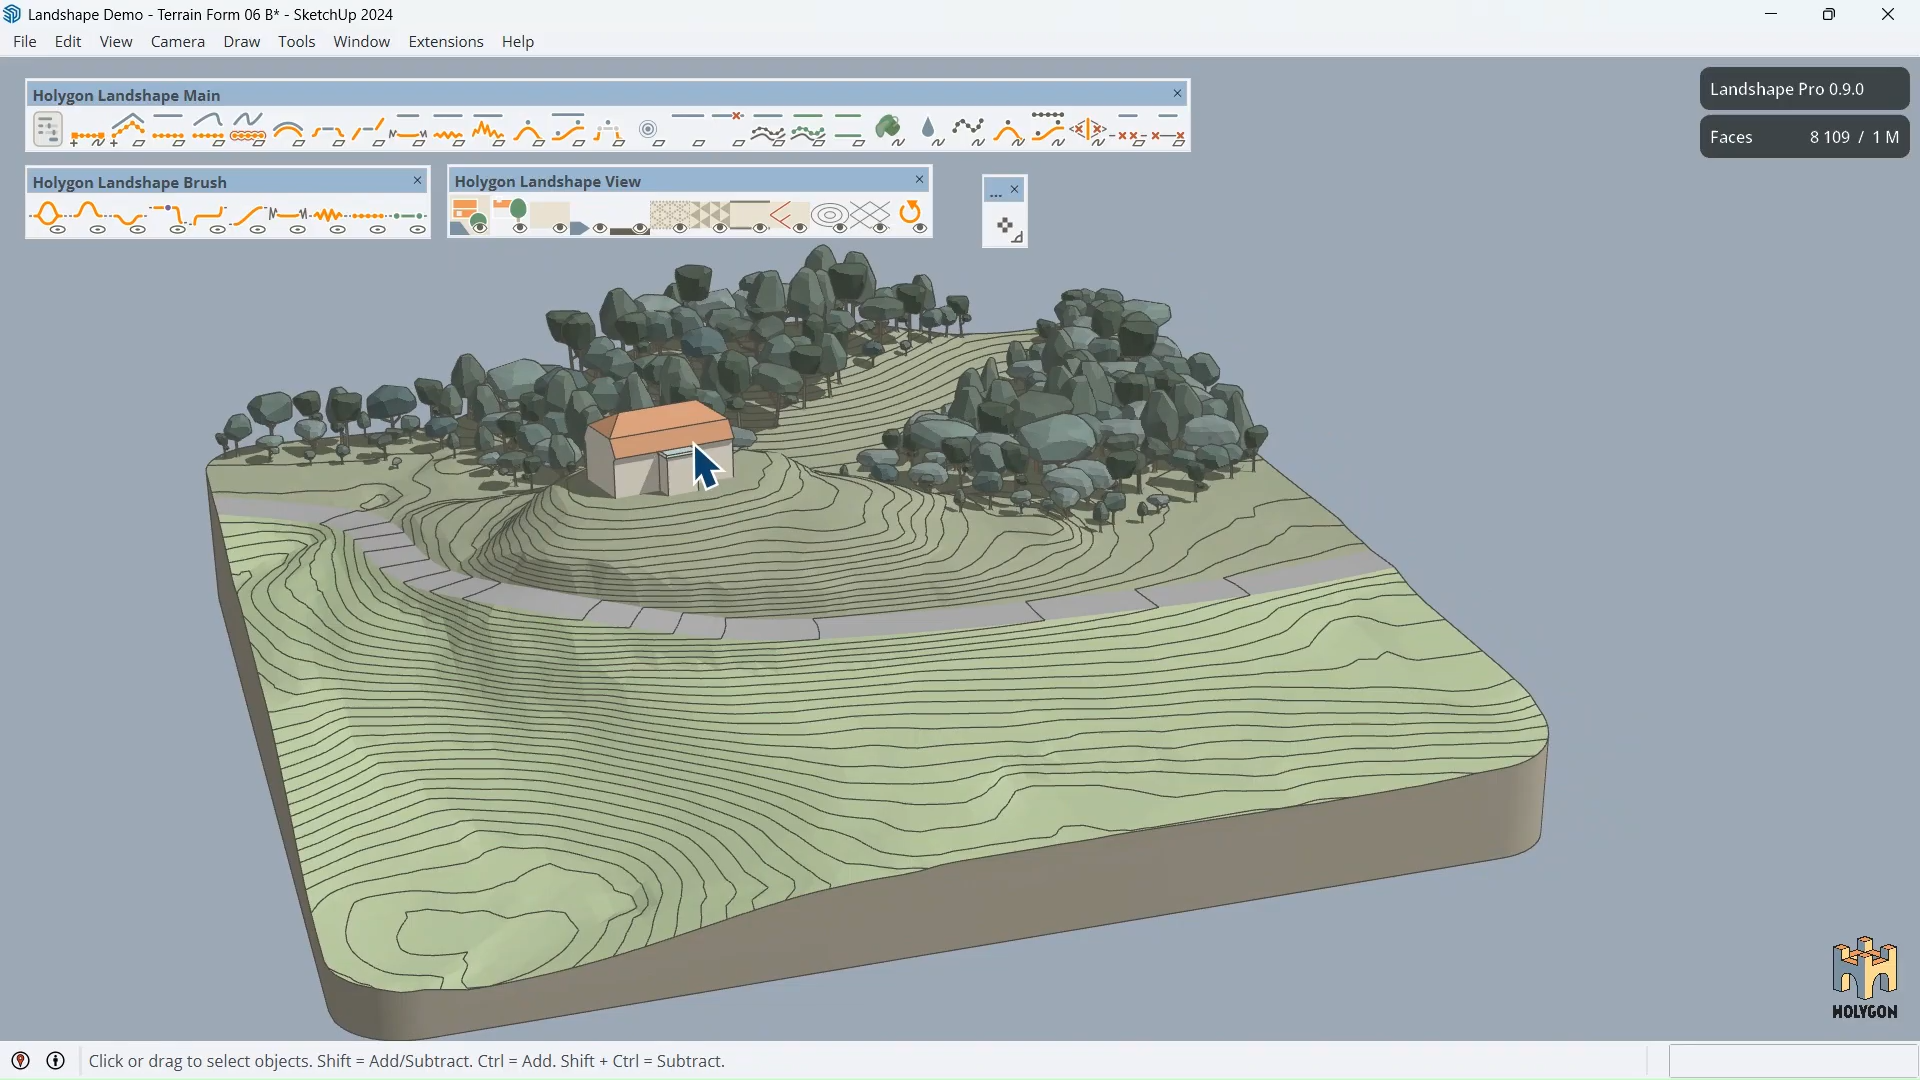 Landshape Demo - Terrain Form 06 B* - SketchUp 2024
File Edit View Camera Draw Tools Window Extensions Help
Holygon Landshape Main
Landshape Pro 0.9.0
Faces 8 109 / 1 M
Holygon Landshape Brush
Holygon Landshape View
...
HOLYGON
Click or drag to select objects. Shift = Add/Subtract. Ctrl = Add. Shift + Ctrl = Subtract.